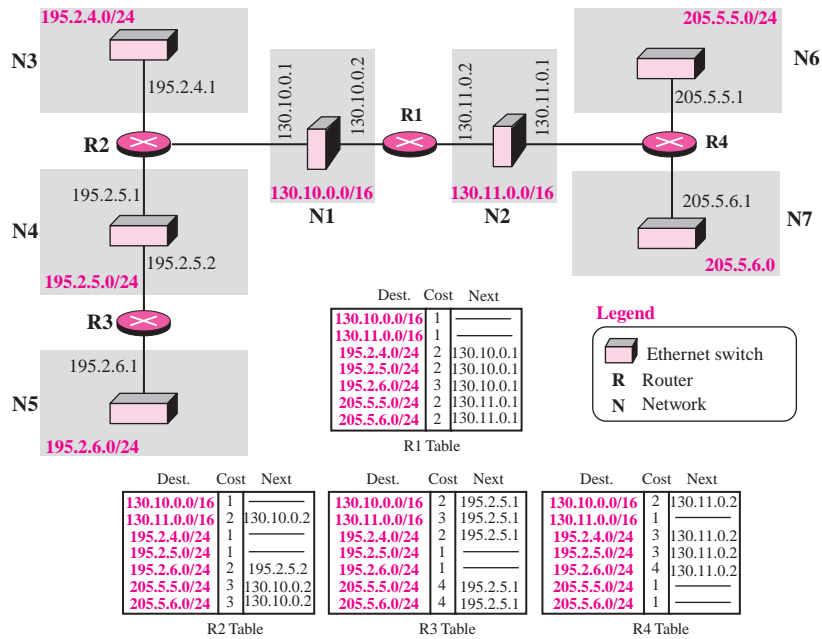 195.2.4.0/24
N3
195.2.4.1
R2
195.2.5.1
N4
195.2.5.2
195.2.5.0/24
R3
195.2.6.1
N5
195.2.6.0/24
130.10.0.1
130.10.0.2
130.10.0.0/16
N1
R1
130.11.0.2
130.11.0.1
130.11.0.0/16
N2
205.5.5.0/24
N6
205.5.5.1
R4
205.5.6.1
N7
205.5.6.0
Legend
Ethernet switch
R Router
N Network
Dest. Cost Next
130.10.0.0/16 1
130.11.0.0/16 1
195.2.4.0/24 2 130.10.0.1
195.2.5.0/24 2 130.10.0.1
195.2.6.0/24 3 130.10.0.1
205.5.5.0/24 2 130.11.0.1
205.5.6.0/24 2 130.11.0.1
R1 Table
Dest. Cost Next
130.10.0.0/16 1
130.11.0.0/16 2 130.10.0.2
195.2.4.0/24 1
195.2.5.0/24 1
195.2.6.0/24 2 195.2.5.2
205.5.5.0/24 3 130.10.0.2
205.5.6.0/24 3 130.10.0.2
R2 Table
Dest. Cost Next
130.10.0.0/16 2 195.2.5.1
130.11.0.0/16 3 195.2.5.1
195.2.4.0/24 2 195.2.5.1
195.2.5.0/24 1
195.2.6.0/24 1
205.5.5.0/24 4 195.2.5.1
205.5.6.0/24 4 195.2.5.1
R3 Table
Dest. Cost Next
130.10.0.0/16 2 130.11.0.2
130.11.0.0/16 1
195.2.4.0/24 3 130.11.0.2
195.2.5.0/24 3 130.11.0.2
195.2.6.0/24 4 130.11.0.2
205.5.5.0/24 1
205.5.6.0/24 1
R4 Table